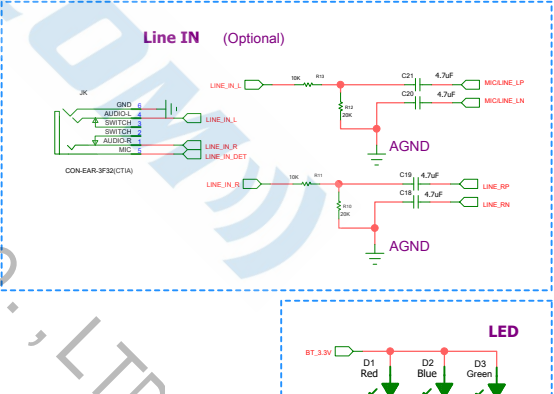 Line IN (Optional)
JK
GND 6
AUDIO-L 4
SWITCH 3
SWITCH 2
AUDIO-R 1
MIC 5
LINE_IN_L
LINE_IN_R
LINE_IN_DET
CON-EAR-3F32(CTIA)
LINE_IN_L
10K R13
R12
20K
C21 4.7uF
MIC/LINE_LP
C20 4.7uF
MIC/LINE_LN
AGND
LINE_IN_R
10K R11
R10
20K
C19 4.7uF
LINE_RP
C18 4.7uF
LINE_RN
AGND
LED
BT_3.3V
D1
Red
D2
Blue
D3
Green
., LTD